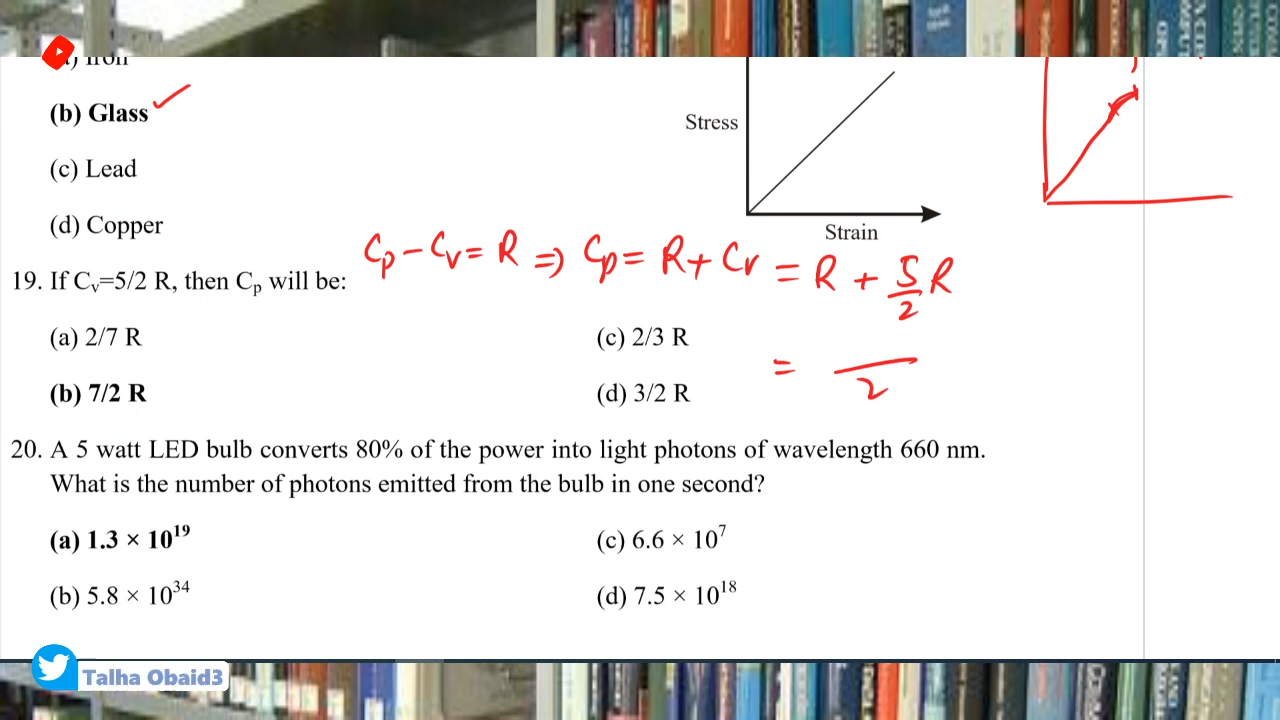 (b) Glass
(c) Lead
(d) Copper
Stress
Strain
Cp - Cv = R ⇒ Cp = R + Cv = R + 5/2 R
19. If Cv=5/2 R, then Cp will be:
(a) 2/7 R
(c) 2/3 R
= /2
(b) 7/2 R
(d) 3/2 R
20. A 5 watt LED bulb converts 80% of the power into light photons of wavelength 660 nm.
What is the number of photons emitted from the bulb in one second?
(a) 1.3 × 10¹⁹
(c) 6.6 × 10⁷
(b) 5.8 × 10³⁴
(d) 7.5 × 10¹⁸
Talha Obaid3